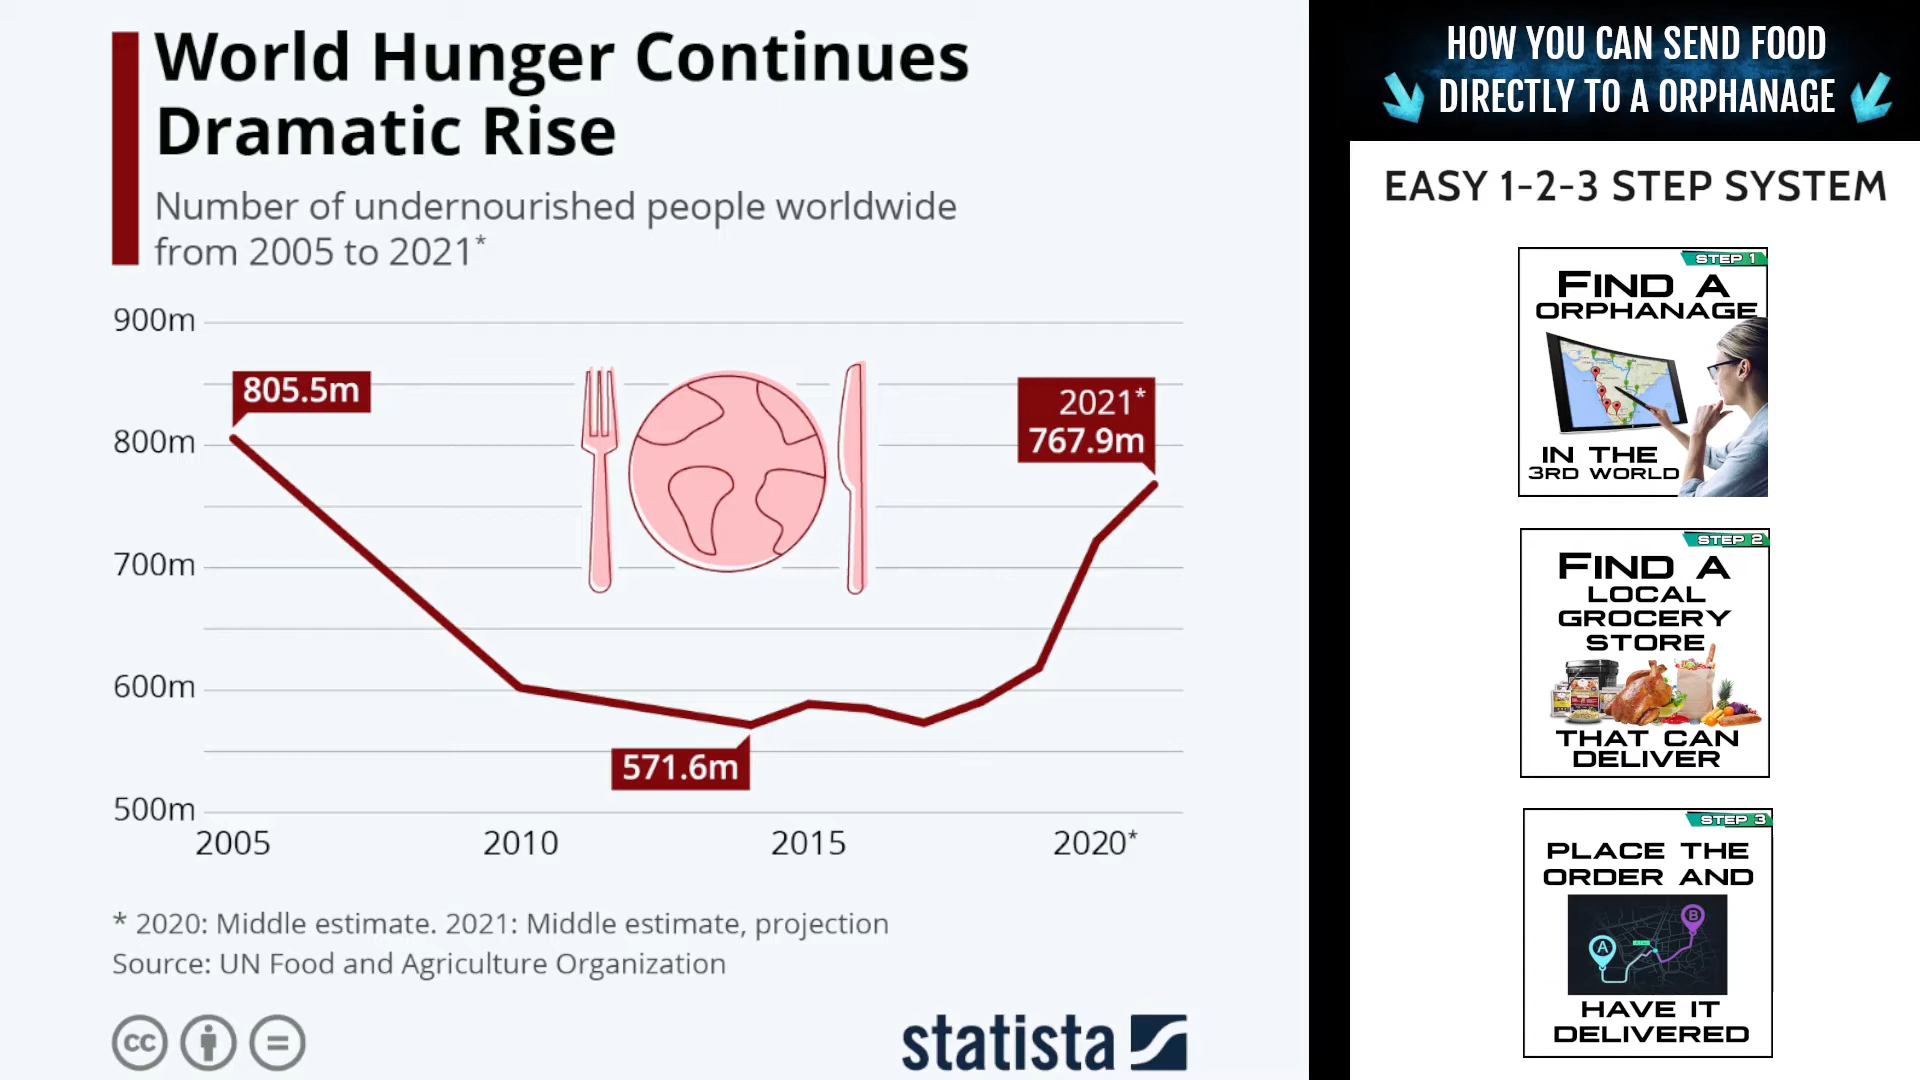 World Hunger Continues
Dramatic Rise
Number of undernourished people worldwide
from 2005 to 2021*
900m
805.5m
2021*
767.9m
800m
700m
600m
571.6m
500m
2005 2010 2015 2020*
* 2020: Middle estimate. 2021: Middle estimate, projection
Source: UN Food and Agriculture Organization
cc
statista
HOW YOU CAN SEND FOOD
DIRECTLY TO A ORPHANAGE
EASY 1-2-3 STEP SYSTEM
STEP 1
FIND A
ORPHANAGE
IN THE
3RD WORLD
STEP 2
FIND A
LOCAL
GROCERY
STORE
THAT CAN
DELIVER
STEP 3
PLACE THE
ORDER AND
A
B
HAVE IT
DELIVERED